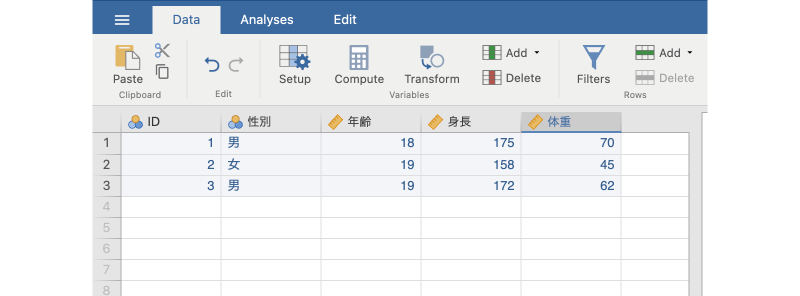 Data Analyses Edit
Paste Setup Compute Transform Add Delete Filters Add Delete
Clipboard Edit Variables Rows
ID 性別 年齢 身長 体重
1 1 男 18 175 70
2 2 女 19 158 45
3 3 男 19 172 62
4
5
6
7
8